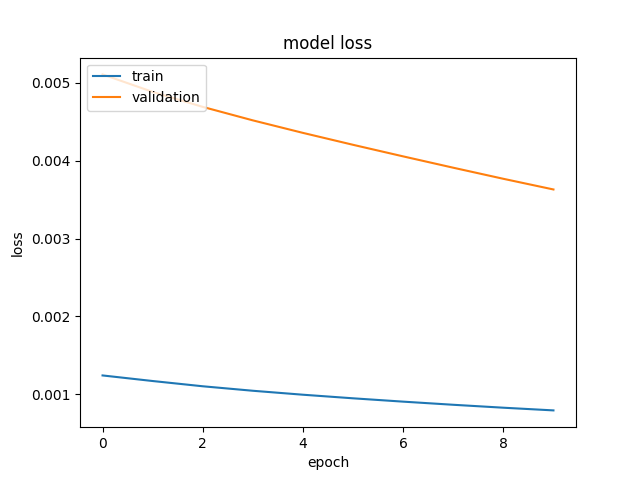 model loss
train
validation
0.005
0.004
0.003
0.002
0.001
loss
0 2 4 6 8
epoch